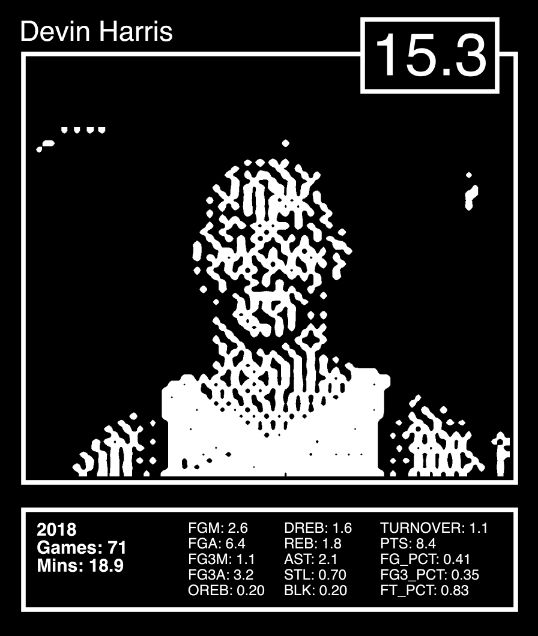 Devin Harris
15.3
2018
Games: 71
Mins: 18.9
FGM: 2.6
FGA: 6.4
FG3M: 1.1
FG3A: 3.2
OREB: 0.20
DREB: 1.6
REB: 1.8
AST: 2.1
STL: 0.70
BLK: 0.20
TURNOVER: 1.1
PTS: 8.4
FG_PCT: 0.41
FG3_PCT: 0.35
FT_PCT: 0.83